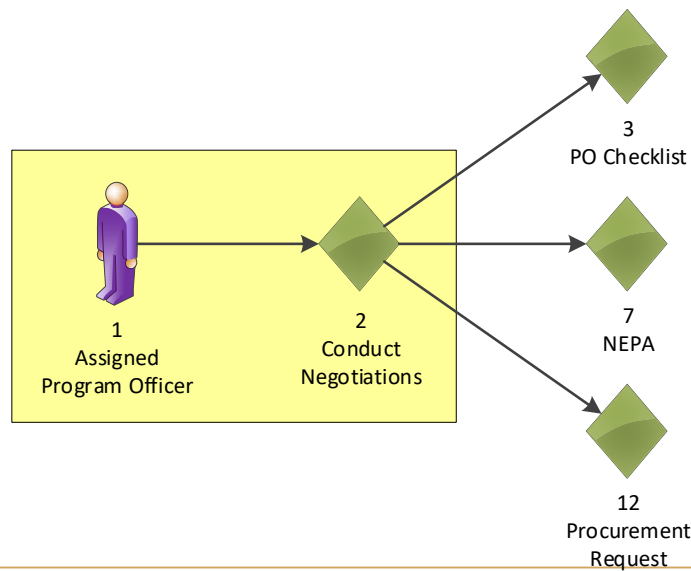 3
PO Checklist
1
Assigned
Program Officer
2
Conduct
Negotiations
7
NEPA
12
Procurement
Request